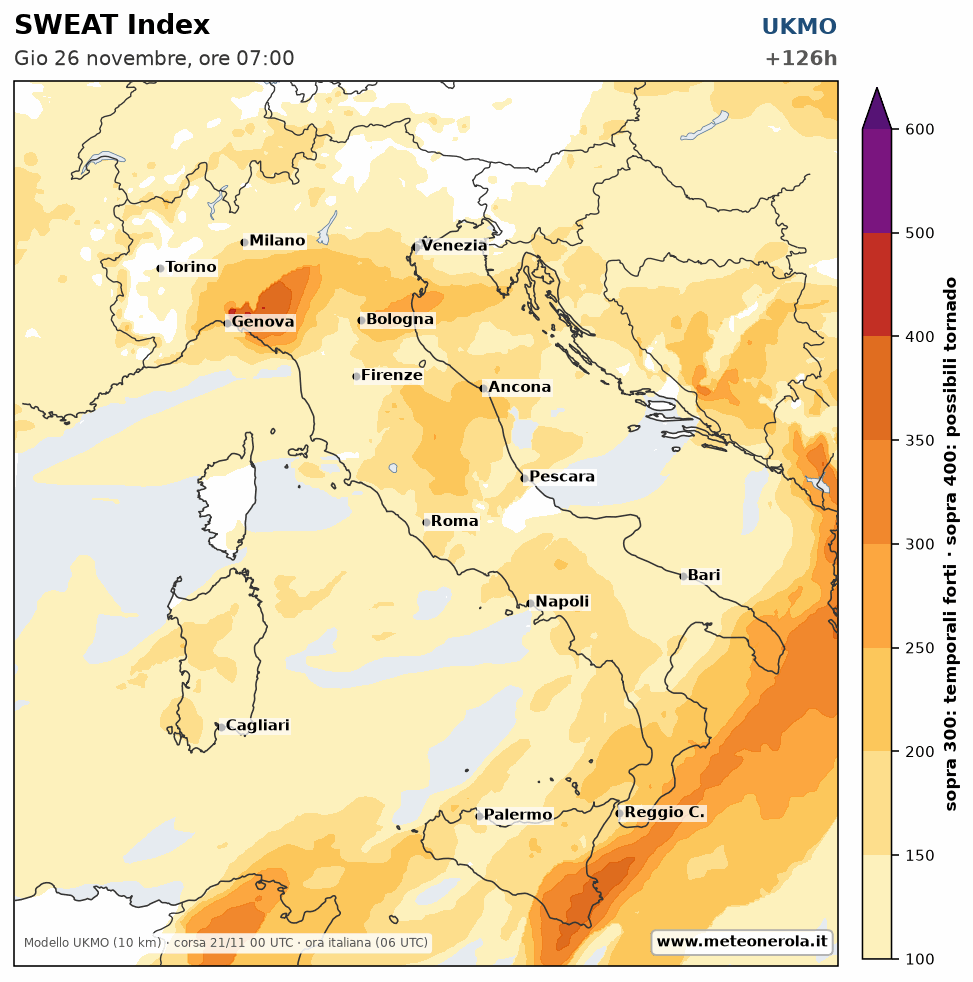 SWEAT Index
UKMO
Gio 26 novembre, ore 07:00
+126h
600
500
400
350
300
250
200
150
100
sopra 300: temporali forti · sopra 400: possibili tornado
Milano
Venezia
Torino
Genova
Bologna
Firenze
Ancona
Pescara
Roma
Bari
Napoli
Cagliari
Palermo
Reggio C.
Modello UKMO (10 km) · corsa 21/11 00 UTC · ora italiana (06 UTC)
www.meteonerola.it